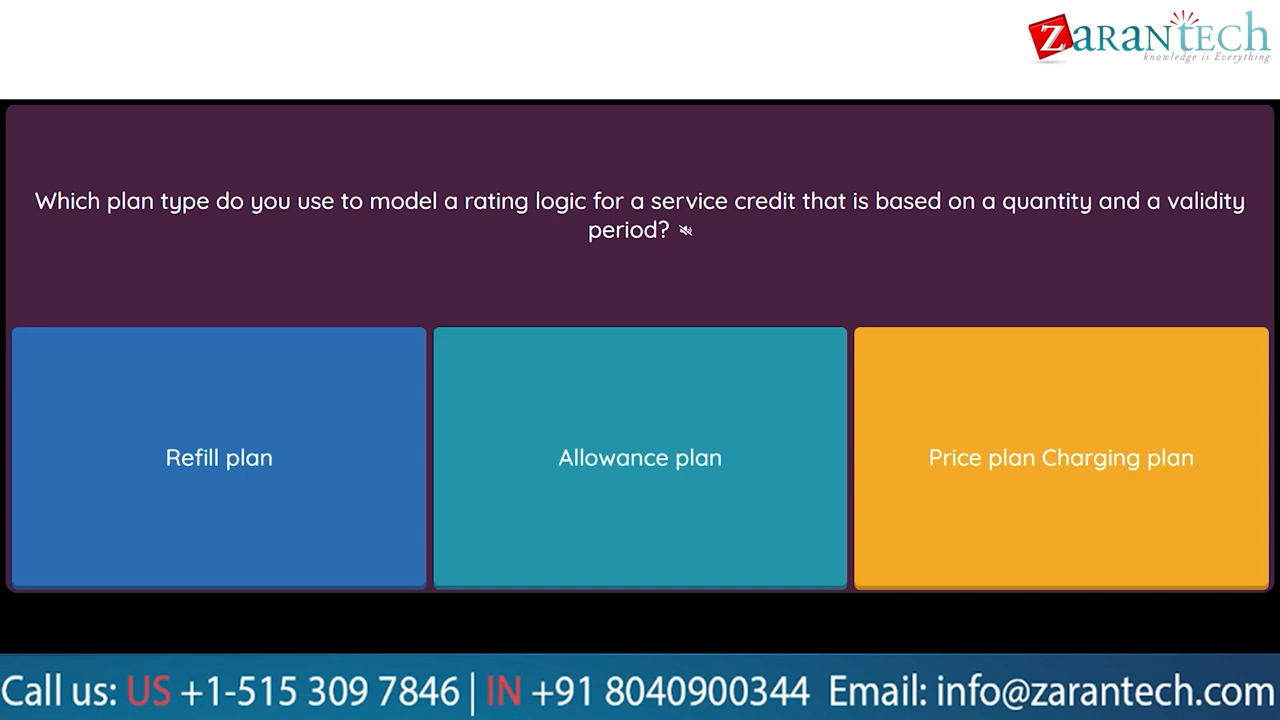 ZARANTECH
knowledge is Everything
Which plan type do you use to model a rating logic for a service credit that is based on a quantity and a validity
period?
Refill plan
Allowance plan
Price plan Charging plan
Call us: US +1-515 309 7846 | IN +91 8040900344 Email: info@zarantech.com